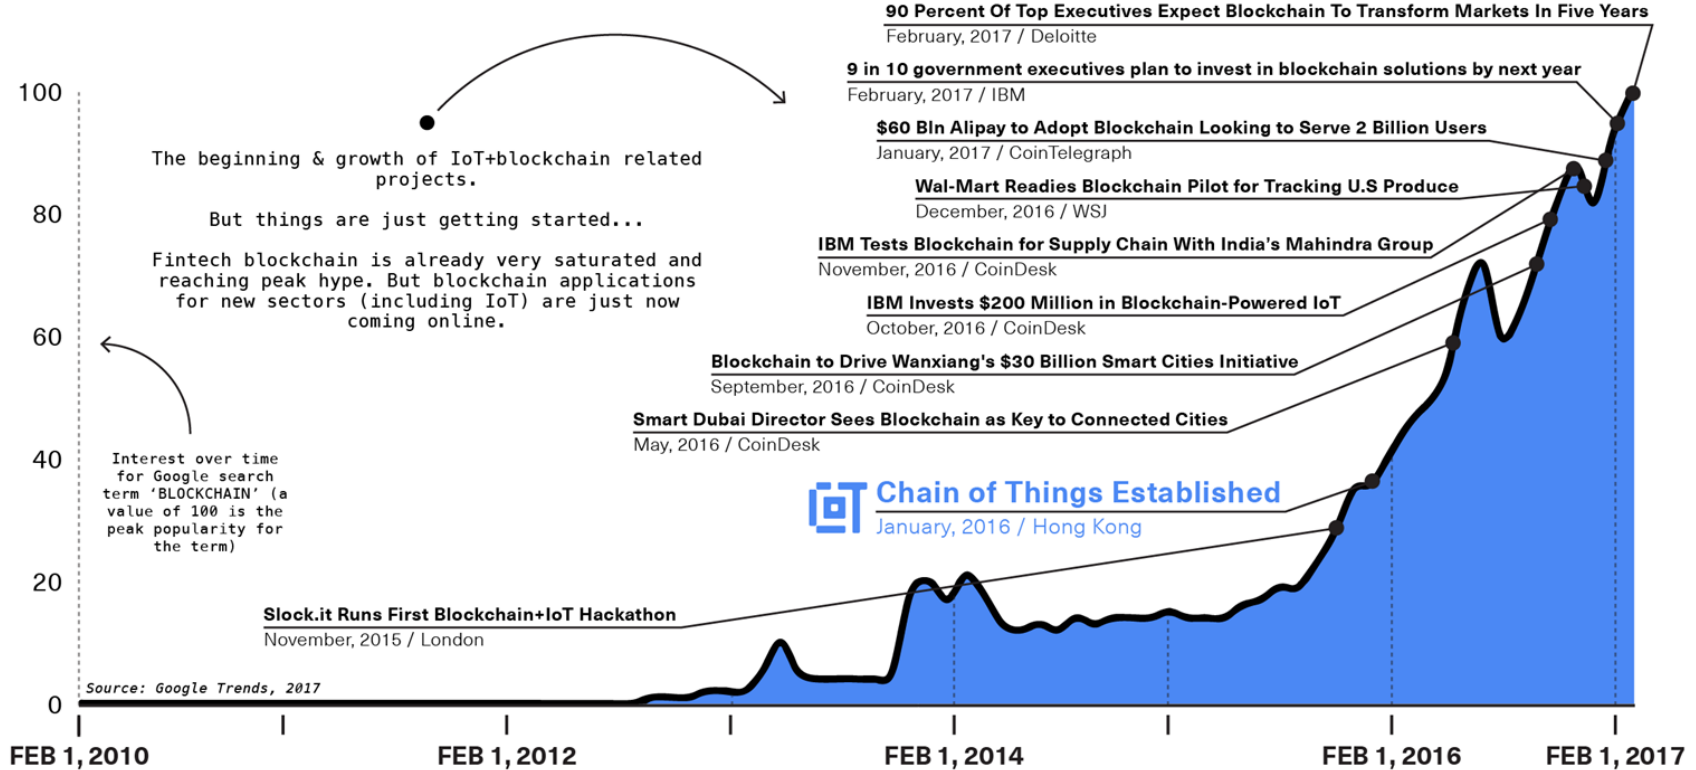 90 Percent Of Top Executives Expect Blockchain To Transform Markets In Five Years
February, 2017 / Deloitte
9 in 10 government executives plan to invest in blockchain solutions by next year
February, 2017 / IBM
$60 Bln Alipay to Adopt Blockchain Looking to Serve 2 Billion Users
January, 2017 / CoinTelegraph
Wal-Mart Readies Blockchain Pilot for Tracking U.S Produce
December, 2016 / WSJ
IBM Tests Blockchain for Supply Chain With India's Mahindra Group
November, 2016 / CoinDesk
IBM Invests $200 Million in Blockchain-Powered IoT
October, 2016 / CoinDesk
Blockchain to Drive Wanxiang's $30 Billion Smart Cities Initiative
September, 2016 / CoinDesk
Smart Dubai Director Sees Blockchain as Key to Connected Cities
May, 2016 / CoinDesk
IoT
Chain of Things Established
January, 2016 / Hong Kong
Slock.it Runs First Blockchain+IoT Hackathon
November, 2015 / London
The beginning & growth of IoT+blockchain related
projects.
But things are just getting started...
Fintech blockchain is already very saturated and
reaching peak hype. But blockchain applications
for new sectors (including IoT) are just now
coming online.
Interest over time
for Google search
term ‘BLOCKCHAIN’ (a
value of 100 is the
peak popularity for
the term)
Source: Google Trends, 2017
100
80
60
40
20
0
FEB 1, 2010
FEB 1, 2012
FEB 1, 2014
FEB 1, 2016
FEB 1, 2017